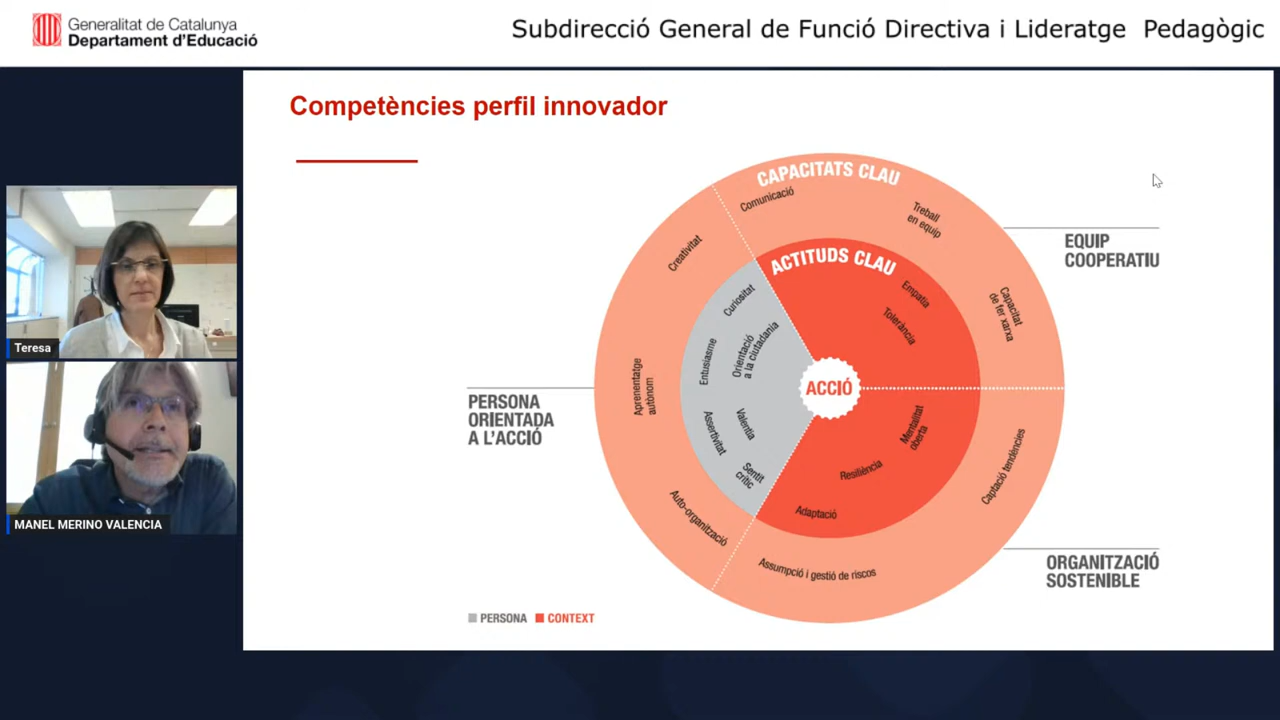 Generalitat de Catalunya
Departament d'Educació
Subdirecció General de Funció Directiva i Lideratge Pedagògic
Competències perfil innovador
CAPACITATS CLAU
Comunicació
Treball
en equip
Creativitat
Capacitat
de fer xarxa
EQUIP
COOPERATIU
ACTITUDS CLAU
Empatia
Tolerància
Curiositat
Orientació
a la ciutadania
Entusiasme
Aprenentatge
autònom
ACCIÓ
PERSONA
ORIENTADA
A L'ACCIÓ
Valentia
Assertivitat
Sentit
crític
Mentalitat
oberta
Resiliència
Adaptació
Captació tendències
Auto-organització
Assumpció i gestió de riscos
ORGANITZACIÓ
SOSTENIBLE
PERSONA
CONTEXT
Teresa
MANEL MERINO VALENCIA